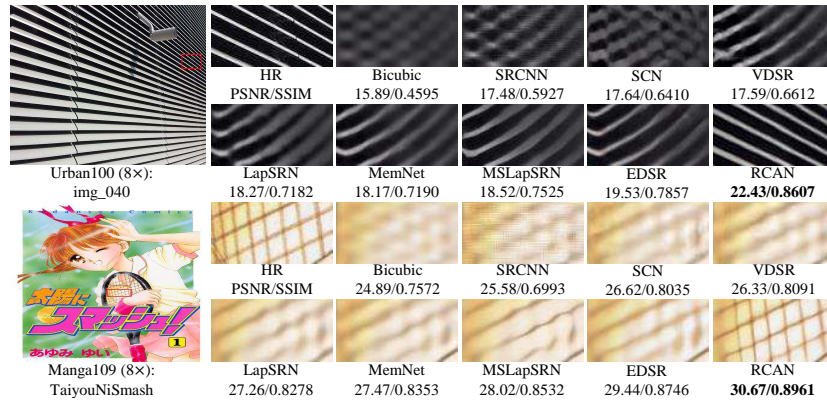 HR Bicubic SRCNN SCN VDSR
PSNR/SSIM 15.89/0.4595 17.48/0.5927 17.64/0.6410 17.59/0.6612
Urban100 (8×): LapSRN MemNet MSLapSRN EDSR RCAN
img_040 18.27/0.7182 18.17/0.7190 18.52/0.7525 19.53/0.7857 22.43/0.8607
Comics
太陽に
スマッシュ!
あゆみ ゆい
1
HR Bicubic SRCNN SCN VDSR
PSNR/SSIM 24.89/0.7572 25.58/0.6993 26.62/0.8035 26.33/0.8091
Manga109 (8×): LapSRN MemNet MSLapSRN EDSR RCAN
TaiyouNiSmash 27.26/0.8278 27.47/0.8353 28.02/0.8532 29.44/0.8746 30.67/0.8961